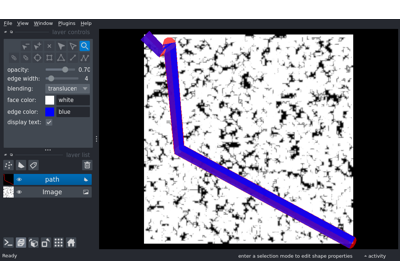 File View Window Plugins Help
layer controls
opacity: 0.70
edge width: 4
blending: translucen
face color: white
edge color: blue
display text:
layer list
path
Image
Ready enter a selection mode to edit shape properties activity